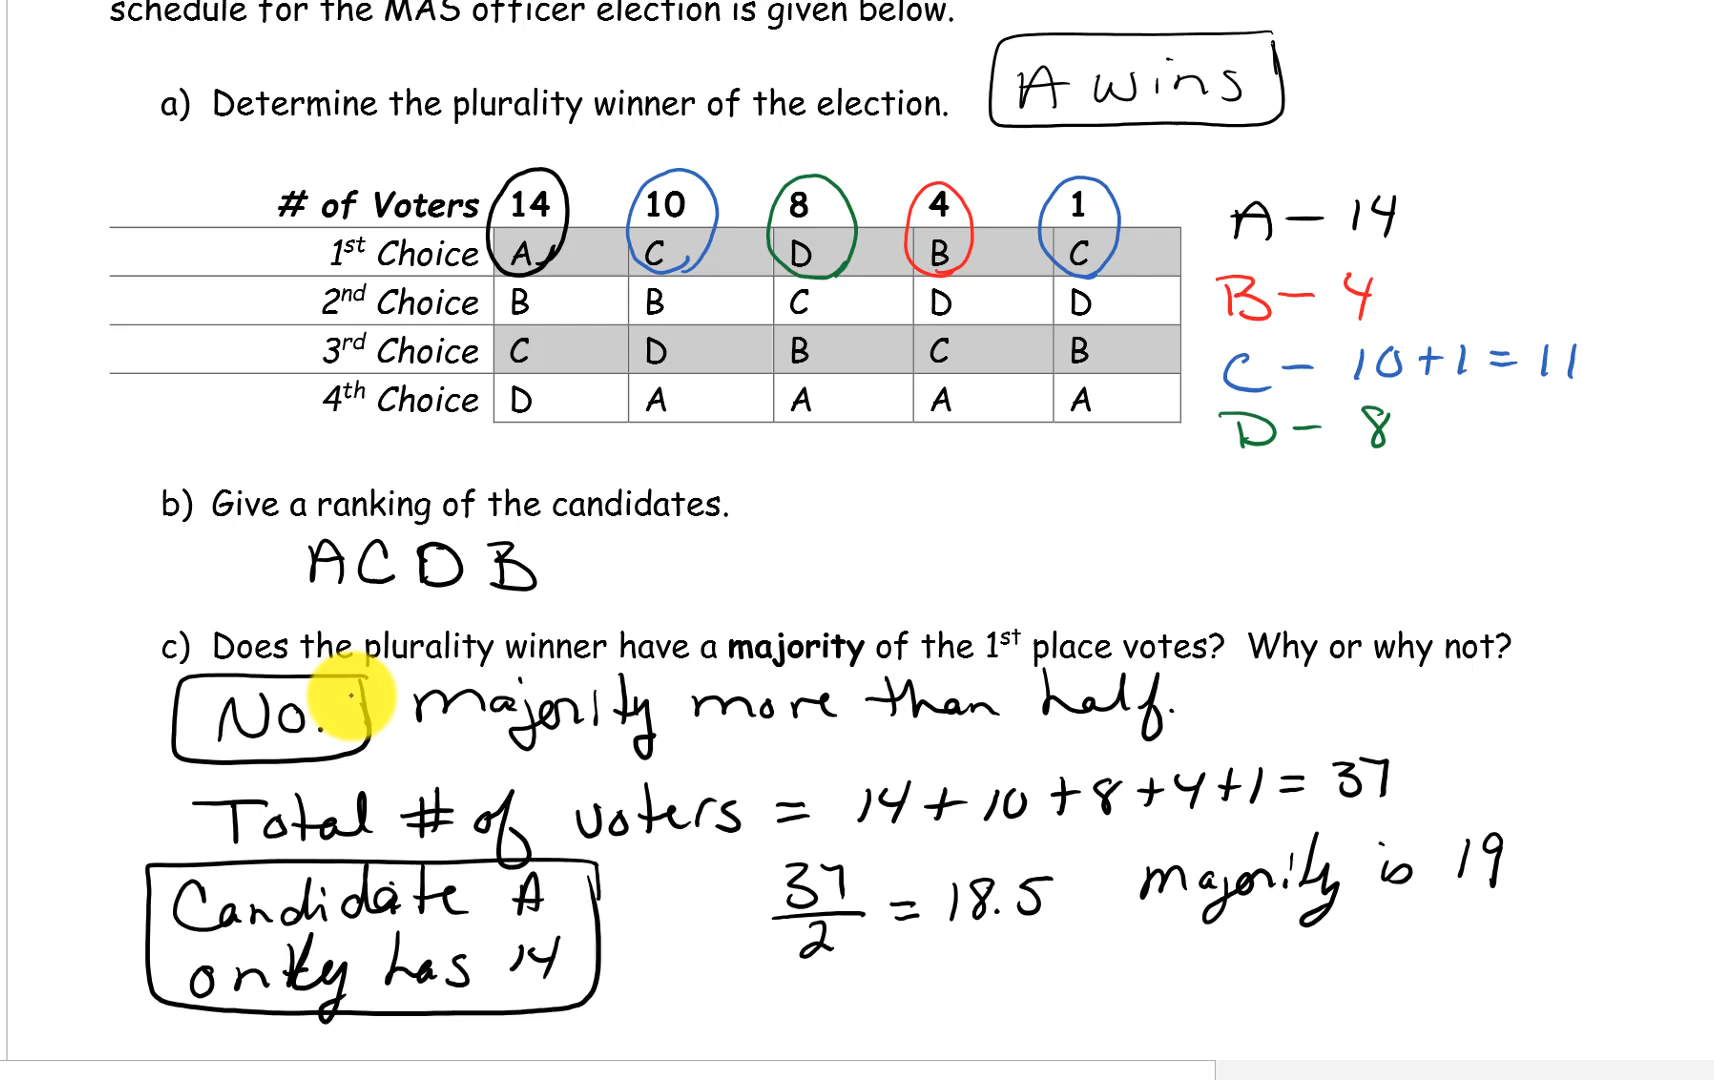 schedule for the MAS officer election is given below.
a) Determine the plurality winner of the election.
A wins
# of Voters 14 10 8 4 1
1st Choice A C D B C
2nd Choice B B C D D
3rd Choice C D B C B
4th Choice D A A A A
A – 14
B – 4
C – 10+1=11
D – 8
b) Give a ranking of the candidates.
A C D B
c) Does the plurality winner have a majority of the 1st place votes? Why or why not?
No. majority more than half.
Total # of voters = 14+10+8+4+1= 37
37/2 = 18.5 majority is 19
Candidate A
only has 14